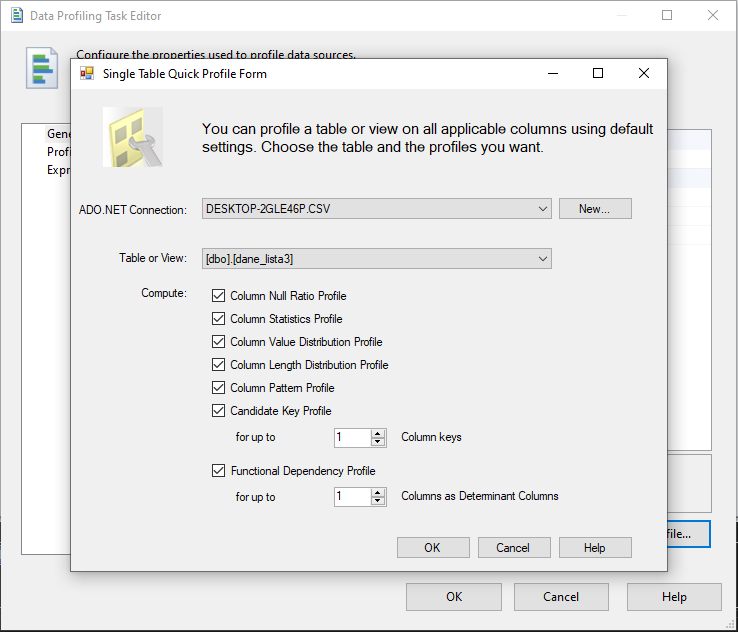 Data Profiling Task Editor
Configure the properties used to profile data sources.
Single Table Quick Profile Form
You can profile a table or view on all applicable columns using default
settings. Choose the table and the profiles you want.
ADO.NET Connection:
DESKTOP-2GLE46P.CSV
New...
Table or View:
[dbo].[dane_lista3]
Compute:
Column Null Ratio Profile
Column Statistics Profile
Column Value Distribution Profile
Column Length Distribution Profile
Column Pattern Profile
Candidate Key Profile
for up to
1
Column keys
Functional Dependency Profile
for up to
1
Columns as Determinant Columns
OK
Cancel
Help
OK
Cancel
Help